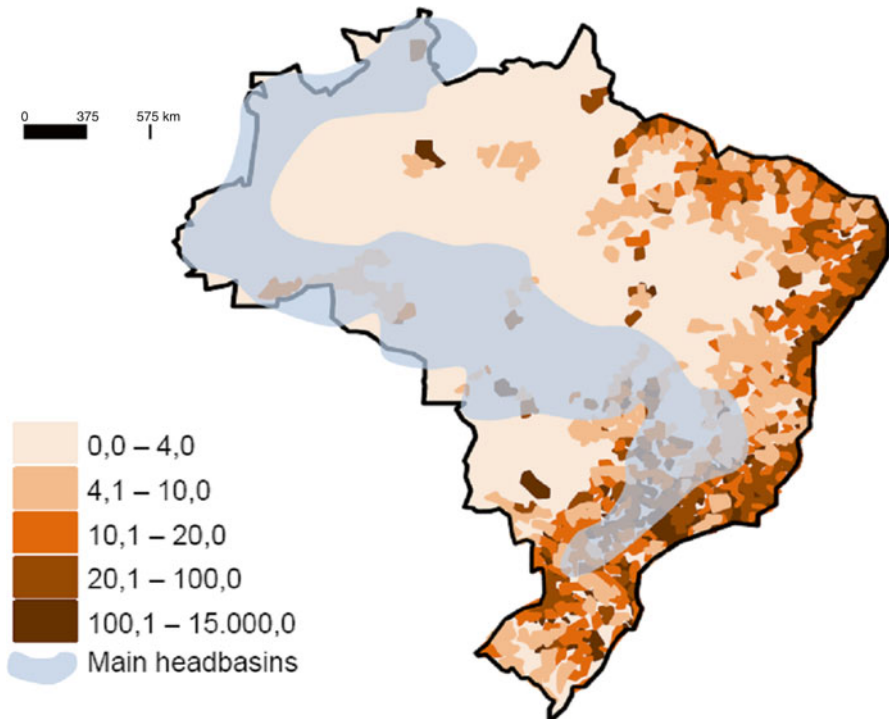 0 375 575 km
0,0 – 4,0
4,1 – 10,0
10,1 – 20,0
20,1 – 100,0
100,1 – 15.000,0
Main headbasins